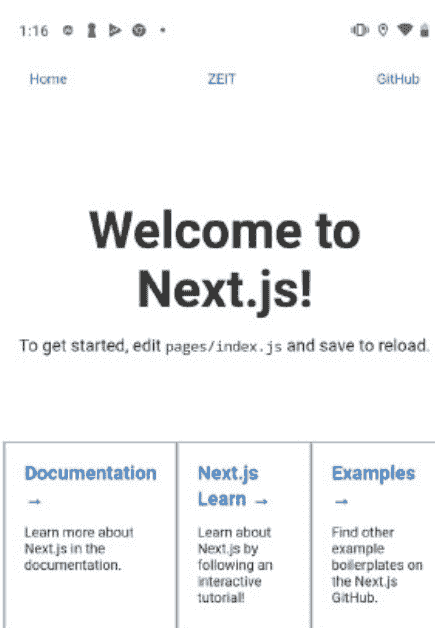 1:16
Home ZEIT GitHub
Welcome to
Next.js!
To get started, edit pages/index.js and save to reload.
Documentation
→
Learn more about
Next.js in the
documentation.
Next.js
Learn →
Learn about
Next.js by
following an
interactive
tutorial!
Examples
→
Find other
example
boilerplates on
the Next.js
GitHub.